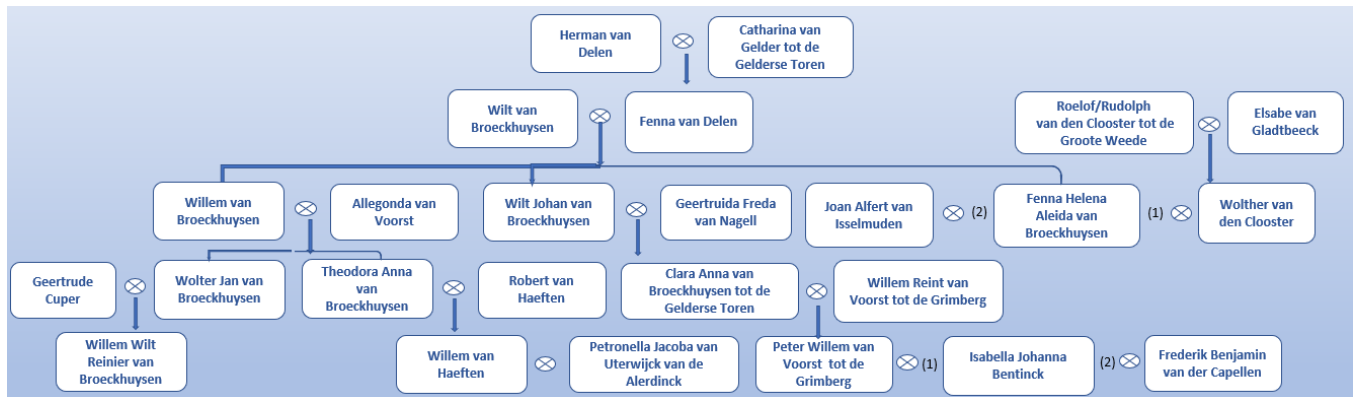 Herman van
Delen
Catharina van
Gelder tot de
Gelderse Toren
Wilt van
Broeckhuysen
Fenna van Delen
Roelof/Rudolph
van den Clooster tot de
Groote Weede
Elsabe van
Gladtbeeck
Willem van
Broeckhuysen
Allegonda van
Voorst
Wilt Johan van
Broeckhuysen
Geertruida Freda
van Nagell
Joan Alfert van
Isselmuden
(2)
Fenna Helena
Aleida van
Broeckhuysen
(1)
Wolther van
den Clooster
Geertrude
Cuper
Wolter Jan van
Broeckhuysen
Theodora Anna
van
Broeckhuysen
Robert van
Haeften
Clara Anna van
Broeckhuysen tot de
Gelderse Toren
Willem Reint van
Voorst tot de Grimberg
Willem Wilt
Reinier van
Broeckhuysen
Willem van
Haeften
Petronella Jacoba van
Uterwijck van de
Alerdinck
Peter Willem van
Voorst tot de
Grimberg
(1)
Isabella Johanna
Bentinck
(2)
Frederik Benjamin
van der Capellen